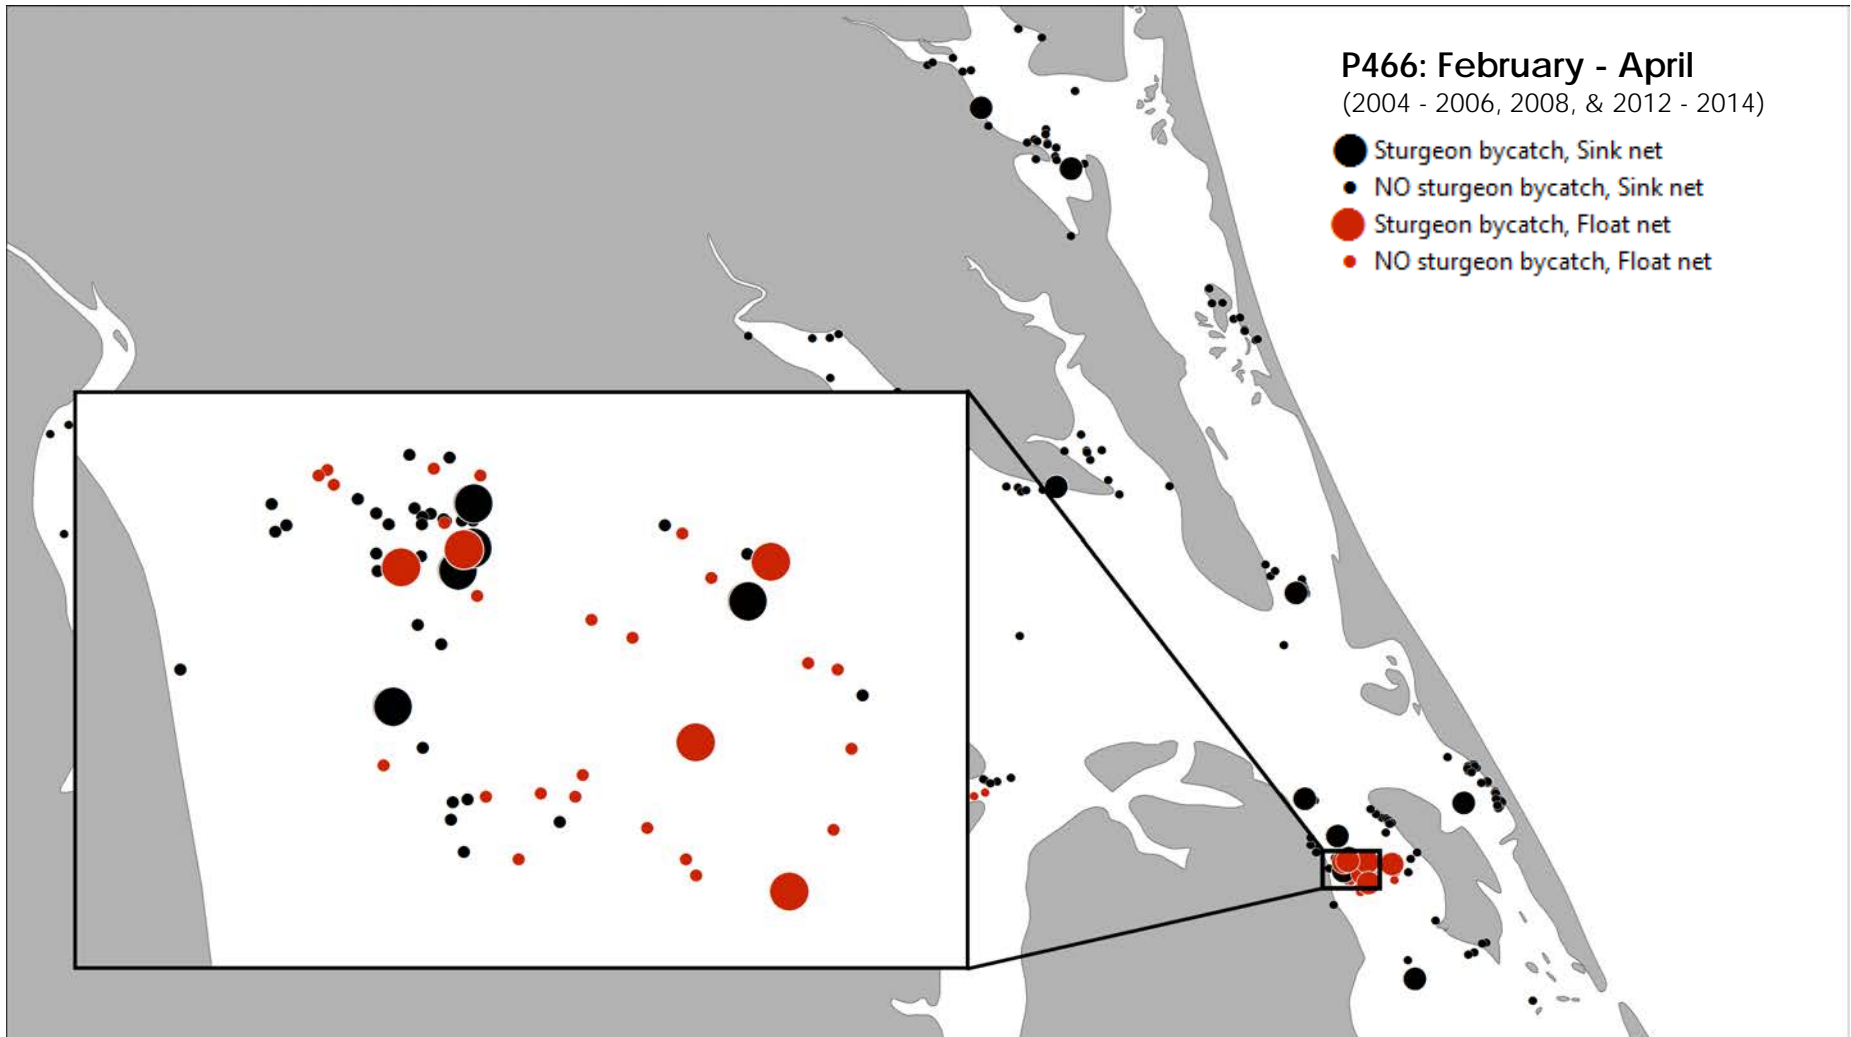 P466: February - April
(2004 - 2006, 2008, & 2012 - 2014)
Sturgeon bycatch, Sink net
NO sturgeon bycatch, Sink net
Sturgeon bycatch, Float net
NO sturgeon bycatch, Float net